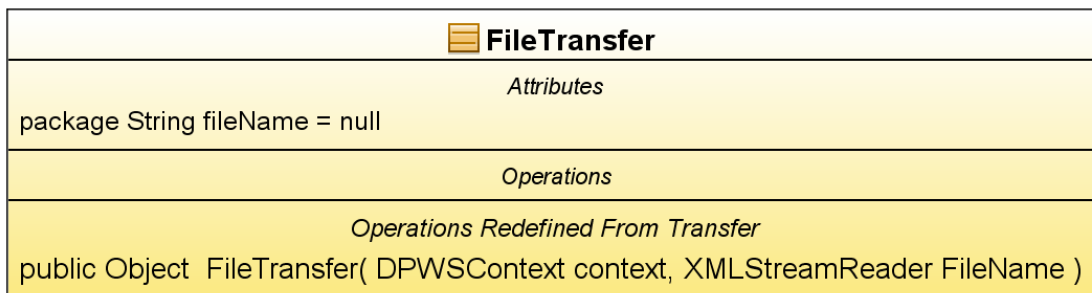 FileTransfer
Attributes
package String fileName = null
Operations
Operations Redefined From Transfer
public Object  FileTransfer( DPWSContext context, XMLStreamReader FileName )